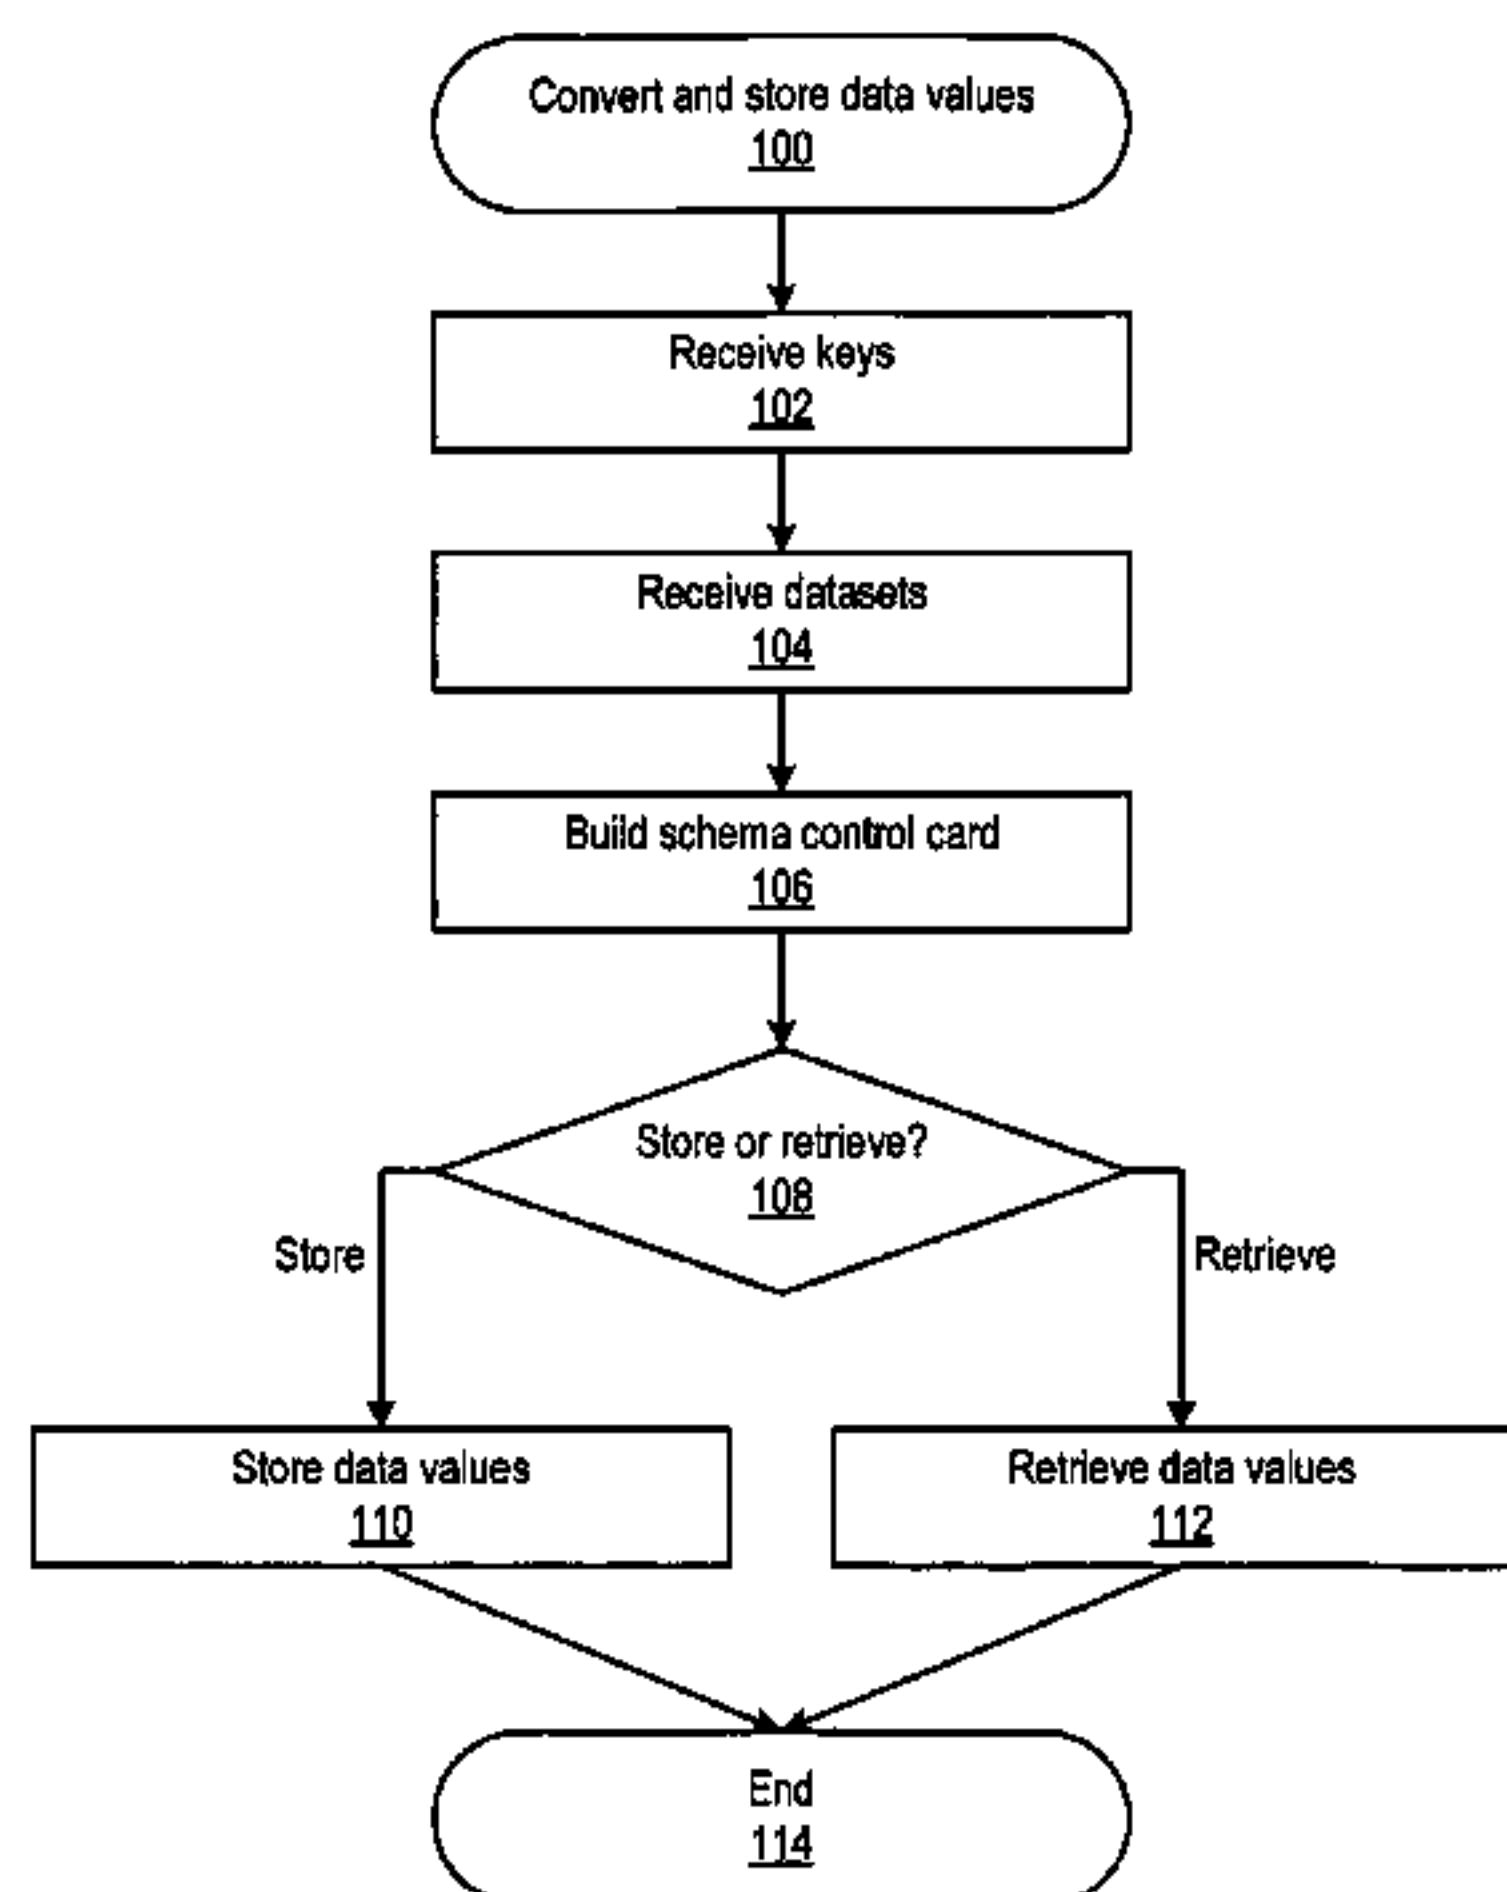 Convert and store data values
100
Receive keys
102
Receive datasets
104
Build schema control card
106
Store or retrieve?
108
Store
Retrieve
Store data values
110
Retrieve data values
112
End
114